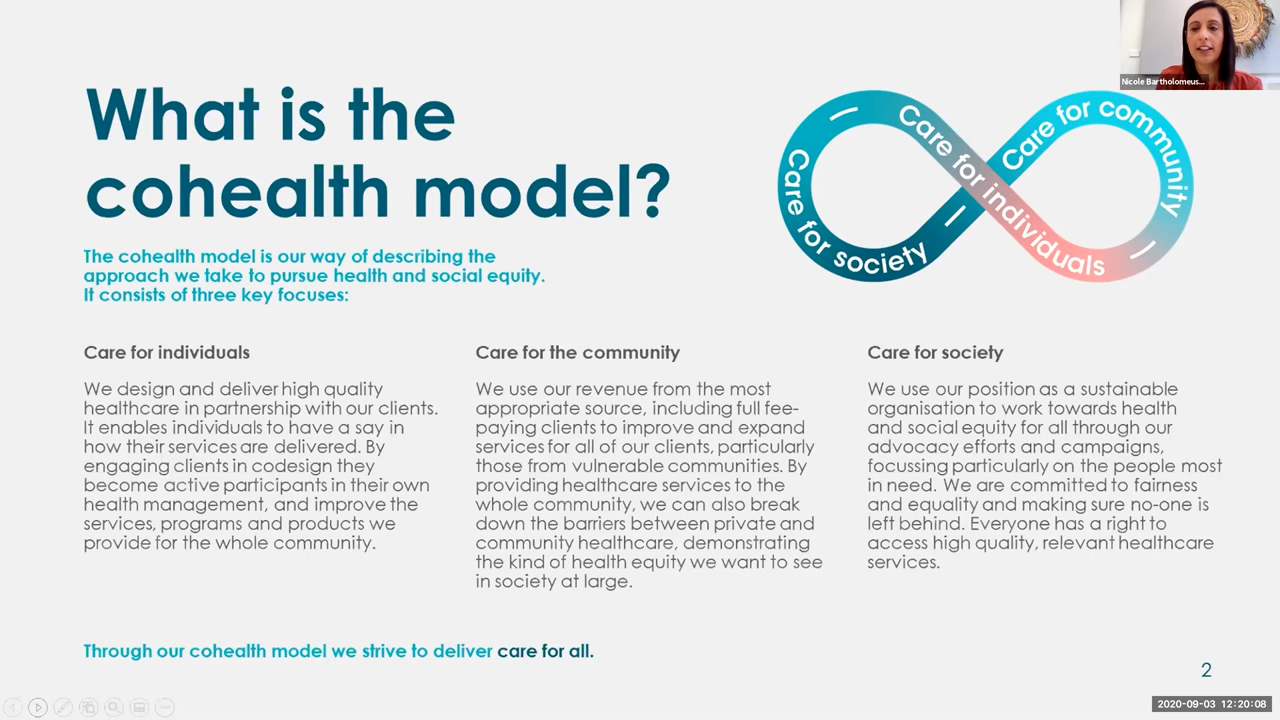 Nicole Bartholomeus...
What is the
cohealth model?
Care for society
Care for individuals
Care for community
The cohealth model is our way of describing the
approach we take to pursue health and social equity.
It consists of three key focuses:
Care for individuals
We design and deliver high quality
healthcare in partnership with our clients.
It enables individuals to have a say in
how their services are delivered. By
engaging clients in codesign they
become active participants in their own
health management, and improve the
services, programs and products we
provide for the whole community.
Care for the community
We use our revenue from the most
appropriate source, including full fee-
paying clients to improve and expand
services for all of our clients, particularly
those from vulnerable communities. By
providing healthcare services to the
whole community, we can also break
down the barriers between private and
community healthcare, demonstrating
the kind of health equity we want to see
in society at large.
Care for society
We use our position as a sustainable
organisation to work towards health
and social equity for all through our
advocacy efforts and campaigns,
focussing particularly on the people most
in need. We are committed to fairness
and equality and making sure no-one is
left behind. Everyone has a right to
access high quality, relevant healthcare
services.
Through our cohealth model we strive to deliver care for all.
2
2020-09-03 12:20:08